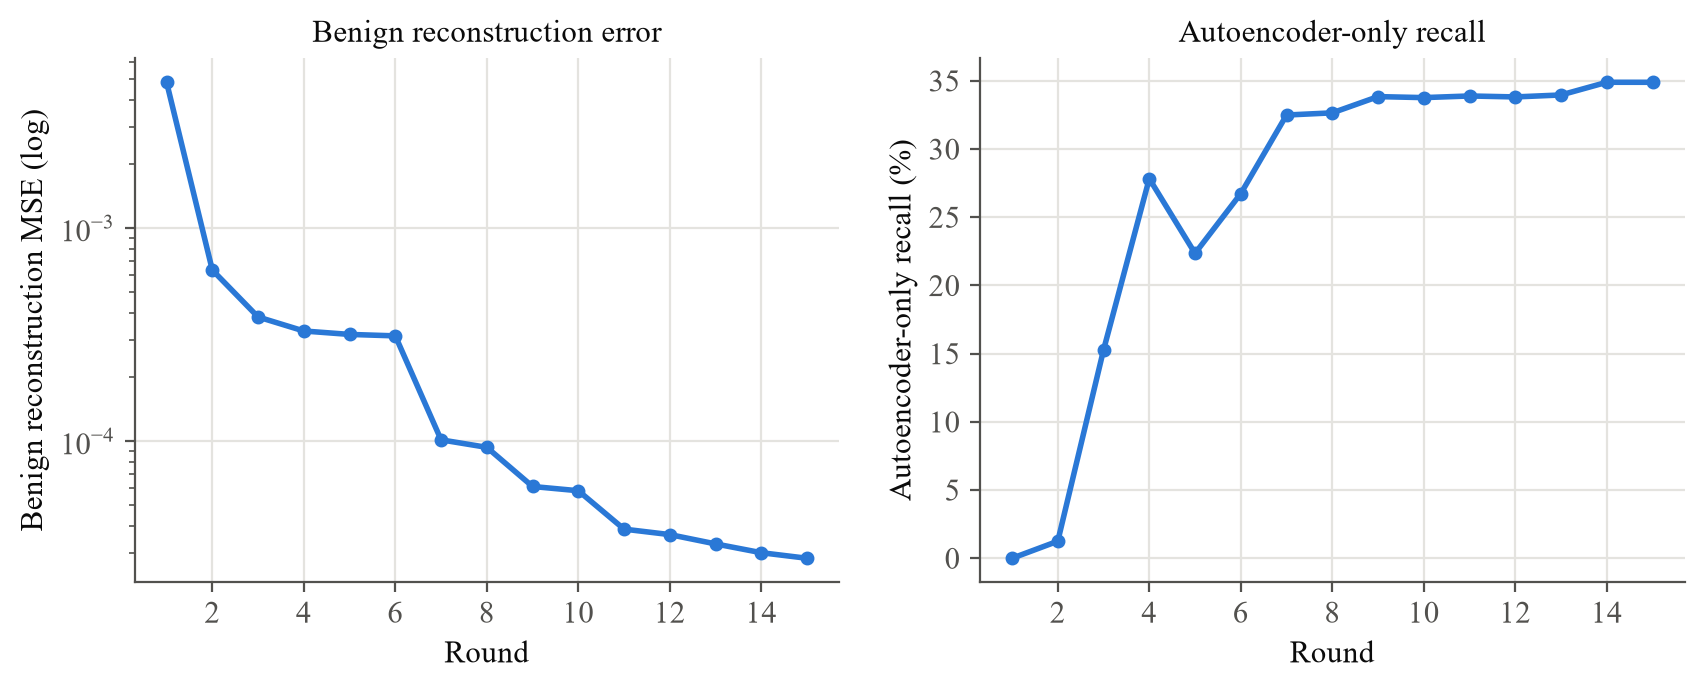 Benign reconstruction error
Benign reconstruction MSE (log)
10⁻³
10⁻⁴
2 4 6 8 10 12 14
Round
Autoencoder-only recall
Autoencoder-only recall (%)
35
30
25
20
15
10
5
0
2 4 6 8 10 12 14
Round